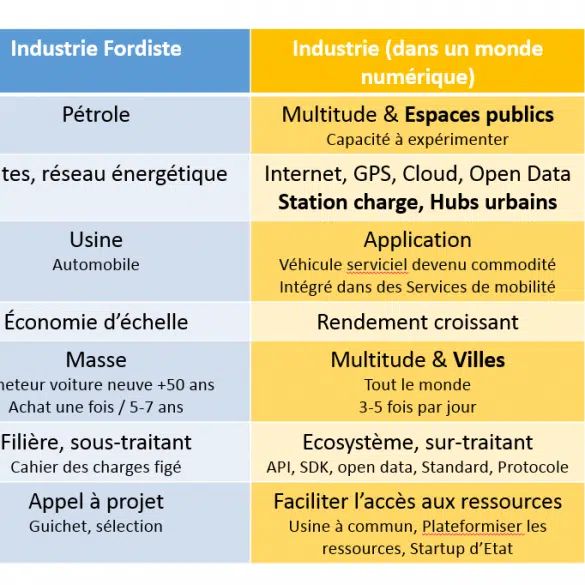 Industrie Fordiste
Industrie (dans un monde
numérique)
Pétrole
Multitude & Espaces publics
Capacité à expérimenter
réseau énergétique
Internet, GPS, Cloud, Open Data
Station charge, Hubs urbains
Usine
Automobile
Application
Véhicule serviciel devenu commodité
Intégré dans des Services de mobilité
Économie d’échelle
Rendement croissant
Masse
voiture neuve +50 ans
Achat une fois / 5-7 ans
Multitude & Villes
Tout le monde
3-5 fois par jour
Filière, sous-traitant
Cahier des charges figé
Ecosystème, sur-traitant
API, SDK, open data, Standard, Protocole
Appel à projet
Guichet, sélection
Faciliter l’accès aux ressources
Usine à commun, Plateformiser les
ressources, Startup d’Etat